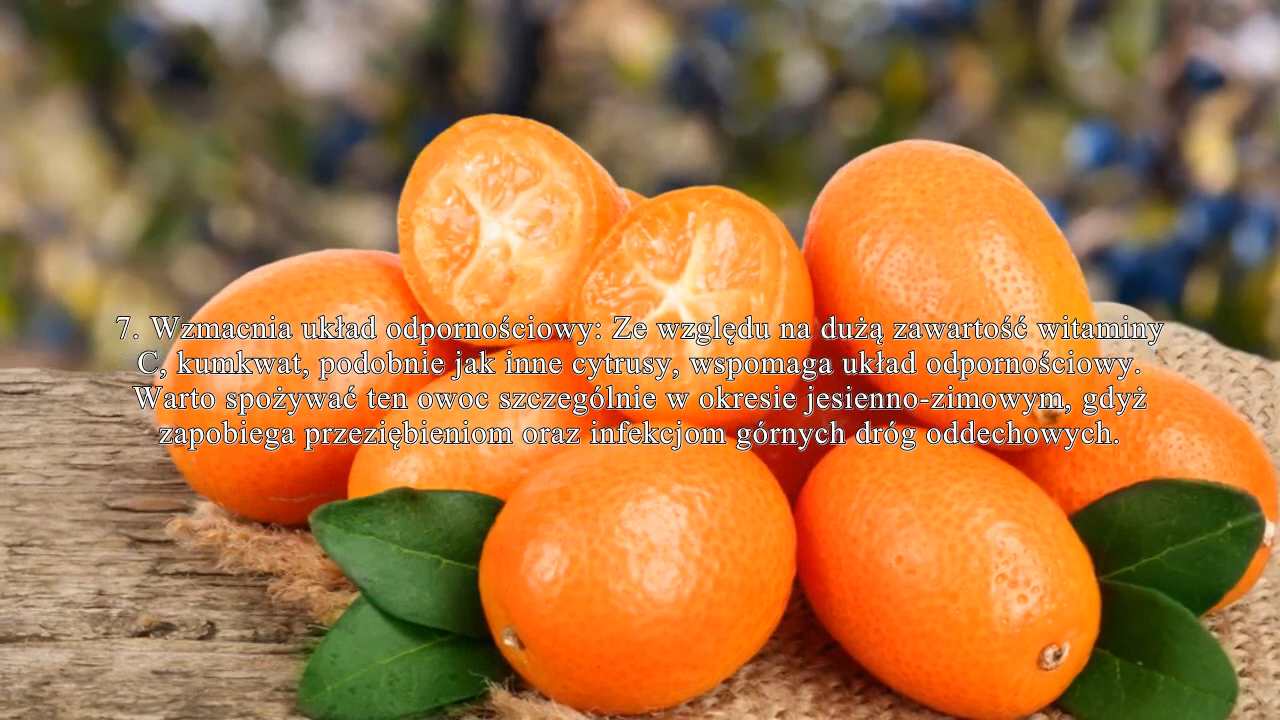 7. Wzmacnia układ odpornościowy: Ze względu na dużą zawartość witaminy
C, kumkwat, podobnie jak inne cytrusy, wspomaga układ odpornościowy.
Warto spożywać ten owoc szczególnie w okresie jesienno-zimowym, gdyż
zapobiega przeziębieniom oraz infekcjom górnych dróg oddechowych.